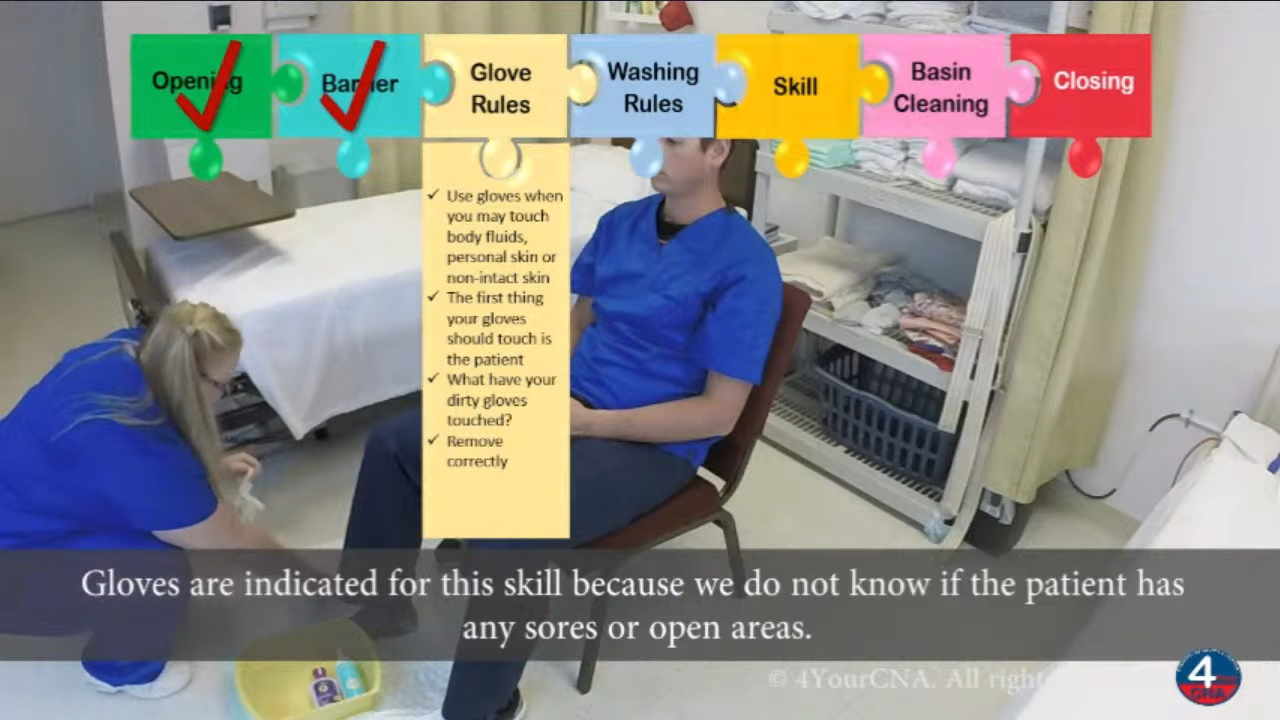 Opening
Barrier
Glove
Rules
Washing
Rules
Skill
Basin
Cleaning
Closing
✓ Use gloves when
you may touch
body fluids,
personal skin or
non-intact skin
✓ The first thing
your gloves
should touch is
the patient
✓ What have your
dirty gloves
touched?
✓ Remove
correctly
Gloves are indicated for this skill because we do not know if the patient has
any sores or open areas.
© 4YourCNA. All right
4
CNA